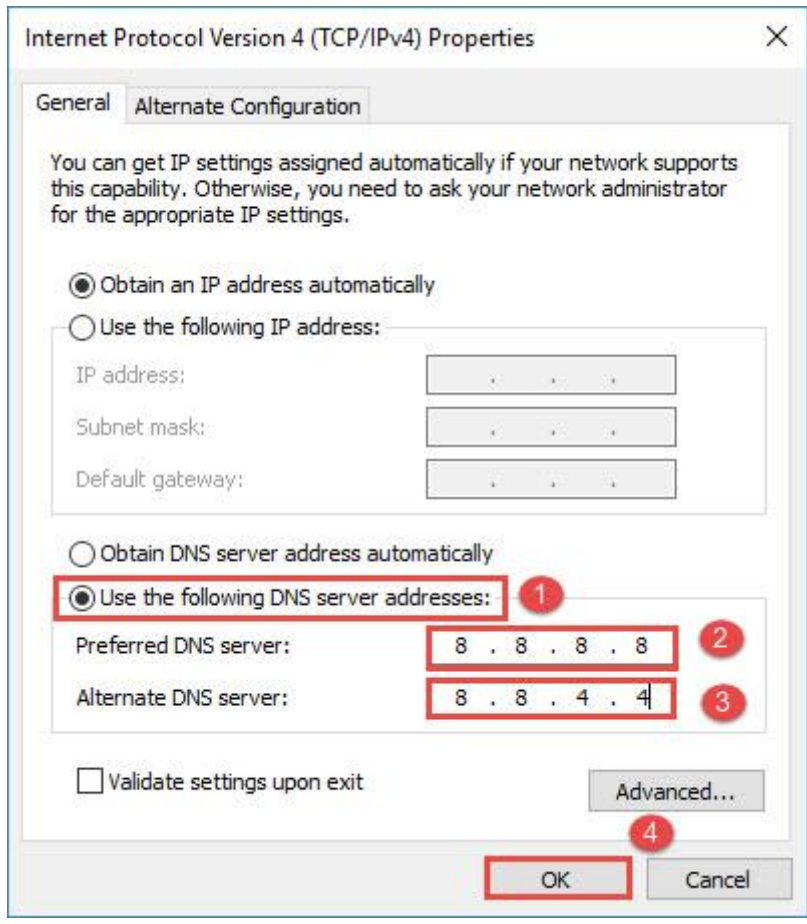 Internet Protocol Version 4 (TCP/IPv4) Properties
General
Alternate Configuration
You can get IP settings assigned automatically if your network supports
this capability. Otherwise, you need to ask your network administrator
for the appropriate IP settings.
Obtain an IP address automatically
Use the following IP address:
IP address: . . .
Subnet mask: . . .
Default gateway: . . .
Obtain DNS server address automatically
Use the following DNS server addresses: 1
Preferred DNS server: 8 . 8 . 8 . 8 2
Alternate DNS server: 8 . 8 . 4 . 4 3
Validate settings upon exit
Advanced...
4
OK
Cancel